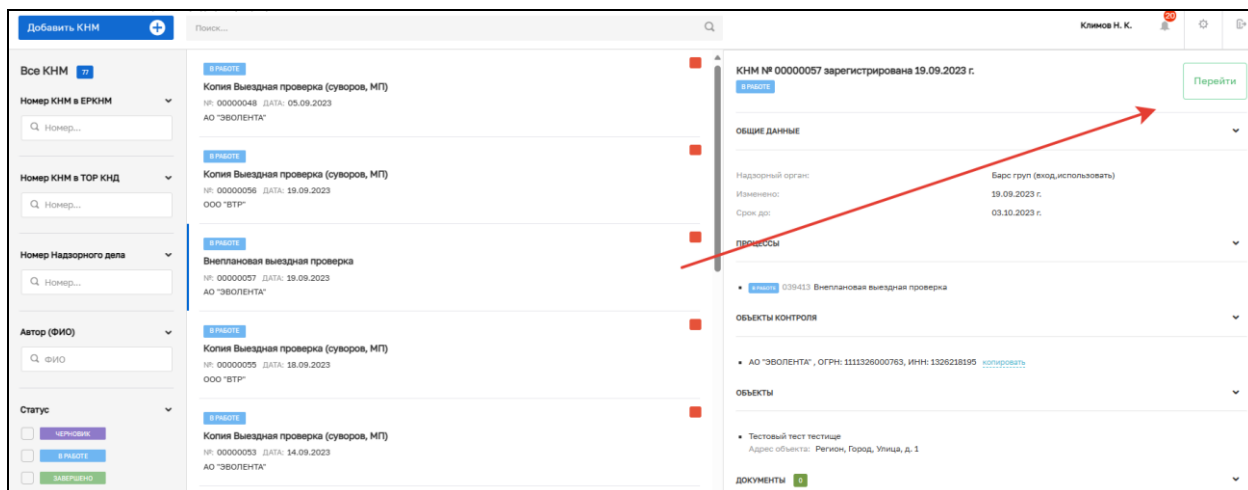 Добавить КНМ
Поиск...
Климов Н. К.
20
Все КНМ 77
Номер КНМ в ЕРКНМ
Номер...
Номер КНМ в ТОР КНД
Номер...
Номер Надзорного дела
Номер...
Автор (ФИО)
ФИО
Статус
ЧЕРНОВИК
В РАБОТЕ
ЗАВЕРШЕНО
В РАБОТЕ
Копия Выездная проверка (суворов, МП)
№: 00000048 ДАТА: 05.09.2023
АО "ЭВОЛЕНТА"
В РАБОТЕ
Копия Выездная проверка (суворов, МП)
№: 00000056 ДАТА: 19.09.2023
ООО "ВТР"
В РАБОТЕ
Внеплановая выездная проверка
№: 00000057 ДАТА: 19.09.2023
АО "ЭВОЛЕНТА"
В РАБОТЕ
Копия Выездная проверка (суворов, МП)
№: 00000055 ДАТА: 18.09.2023
ООО "ВТР"
В РАБОТЕ
Копия Выездная проверка (суворов, МП)
№: 00000053 ДАТА: 14.09.2023
АО "ЭВОЛЕНТА"
КНМ № 00000057 зарегистрирована 19.09.2023 г.
В РАБОТЕ
Перейти
ОБЩИЕ ДАННЫЕ
Надзорный орган: Барс груп (вход,использовать)
Изменено: 19.09.2023 г.
Срок до: 03.10.2023 г.
ПРОЦЕССЫ
В РАБОТЕ 039413 Внеплановая выездная проверка
ОБЪЕКТЫ КОНТРОЛЯ
АО "ЭВОЛЕНТА" , ОГРН: 1111326000763, ИНН: 1326218195 копировать
ОБЪЕКТЫ
Тестовый тест тестище
Адрес объекта: Регион, Город, Улица, д. 1
ДОКУМЕНТЫ 0